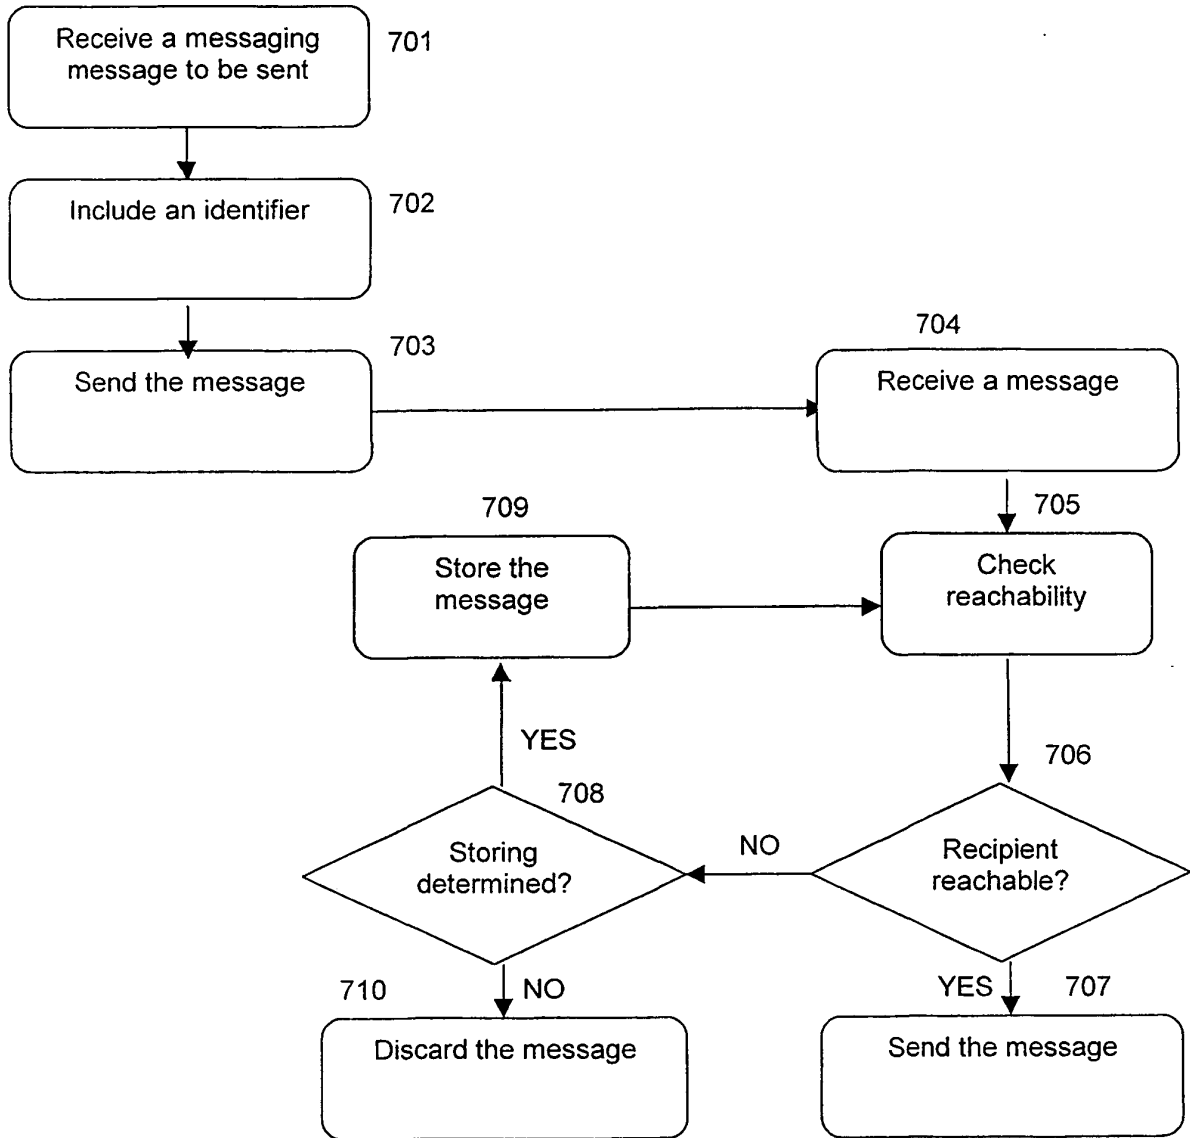 Receive a messaging
message to be sent
701
Include an identifier
702
703
Send the message
704
Receive a message
705
709
Store the
message
Check
reachability
YES
706
708
Storing
determined?
NO
Recipient
reachable?
710
NO
YES
707
Discard the message
Send the message